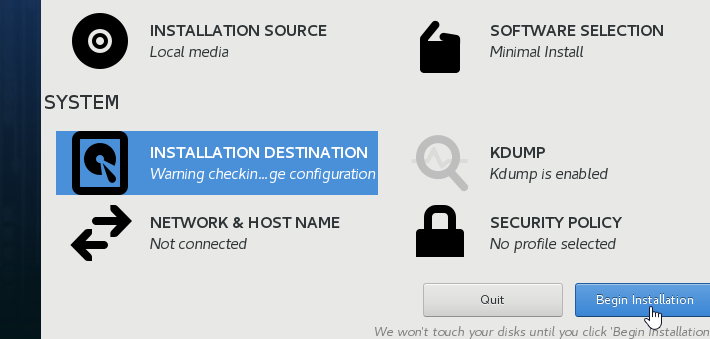 INSTALLATION SOURCE
Local media
SOFTWARE SELECTION
Minimal Install
SYSTEM
INSTALLATION DESTINATION
Warning checkin...ge configuration
KDUMP
Kdump is enabled
NETWORK & HOST NAME
Not connected
SECURITY POLICY
No profile selected
Quit
Begin Installation
We won't touch your disks until you click 'Begin Installation